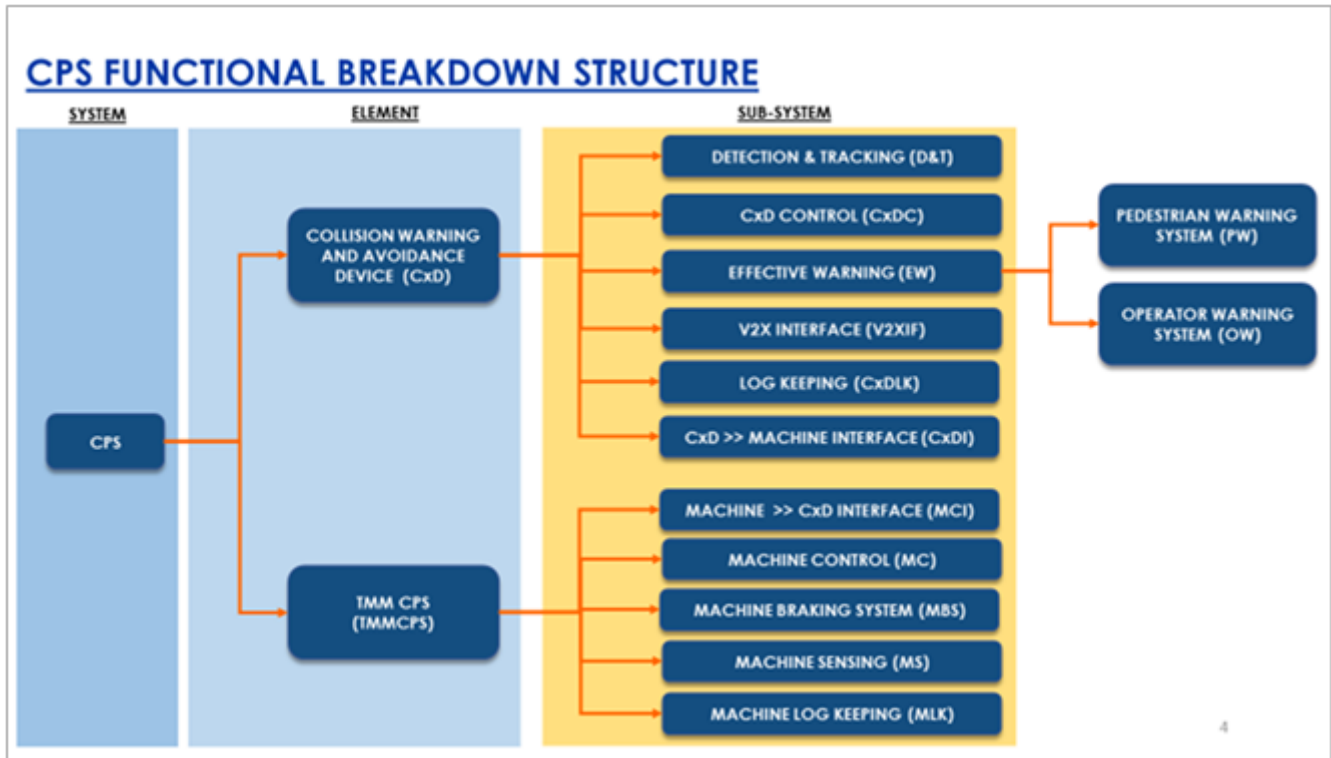 CPS FUNCTIONAL BREAKDOWN STRUCTURE
SYSTEM
ELEMENT
SUB-SYSTEM
CPS
COLLISION WARNING
AND AVOIDANCE
DEVICE (CxD)
TMM CPS
(TMMCPS)
DETECTION & TRACKING (D&T)
CxD CONTROL (CxDC)
EFFECTIVE WARNING (EW)
V2X INTERFACE (V2XIF)
LOG KEEPING (CxDLK)
CxD >> MACHINE INTERFACE (CxDI)
MACHINE >> CxD INTERFACE (MCI)
MACHINE CONTROL (MC)
MACHINE BRAKING SYSTEM (MBS)
MACHINE SENSING (MS)
MACHINE LOG KEEPING (MLK)
PEDESTRIAN WARNING
SYSTEM (PW)
OPERATOR WARNING
SYSTEM (OW)
4